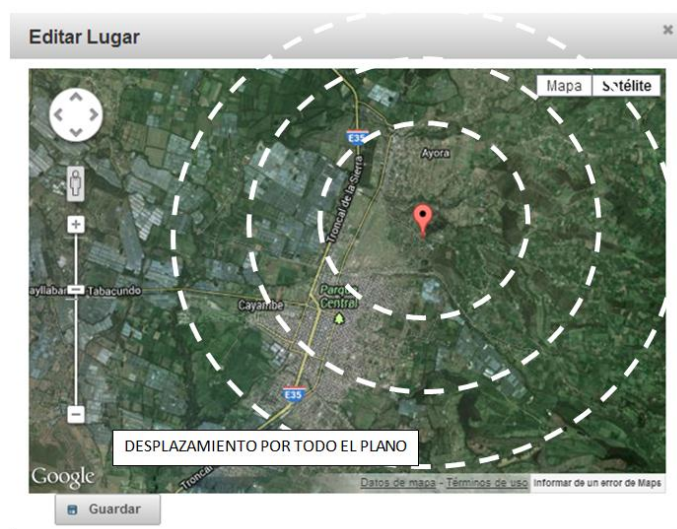 Editar Lugar
Mapa
Satélite
E35
Ayora
Troncal de la Sierra
Tabacundo
Cayambe
Parque
Central
E35
DESPLAZAMIENTO POR TODO EL PLANO
Google
Datos de mapa - Términos de uso
Informar de un error de Maps
Guardar